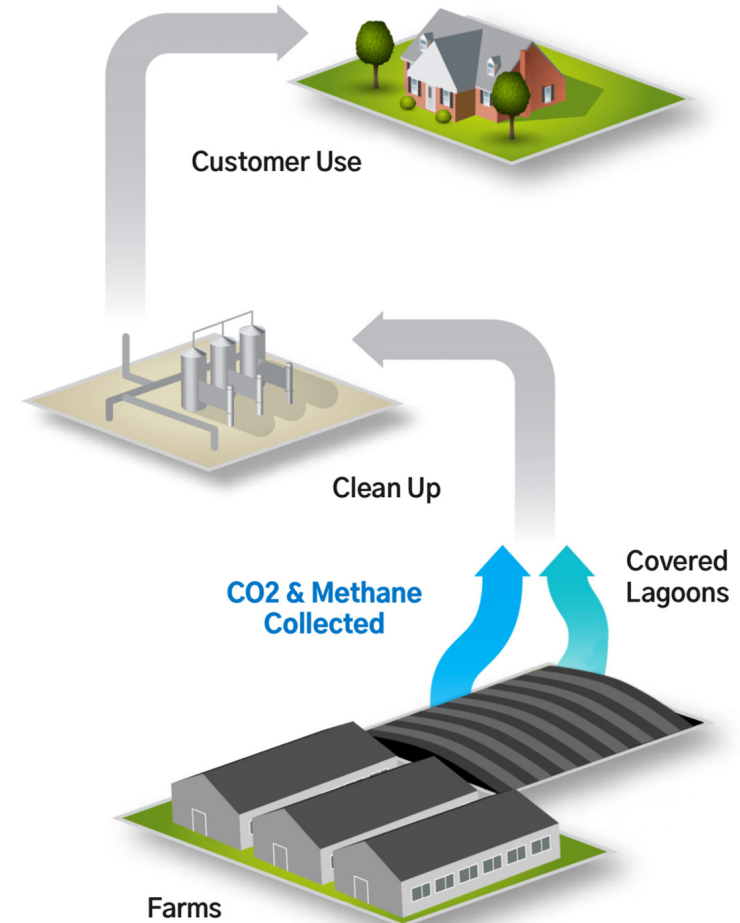 Customer Use
Clean Up
CO2 & Methane
Collected
Covered
Lagoons
Farms